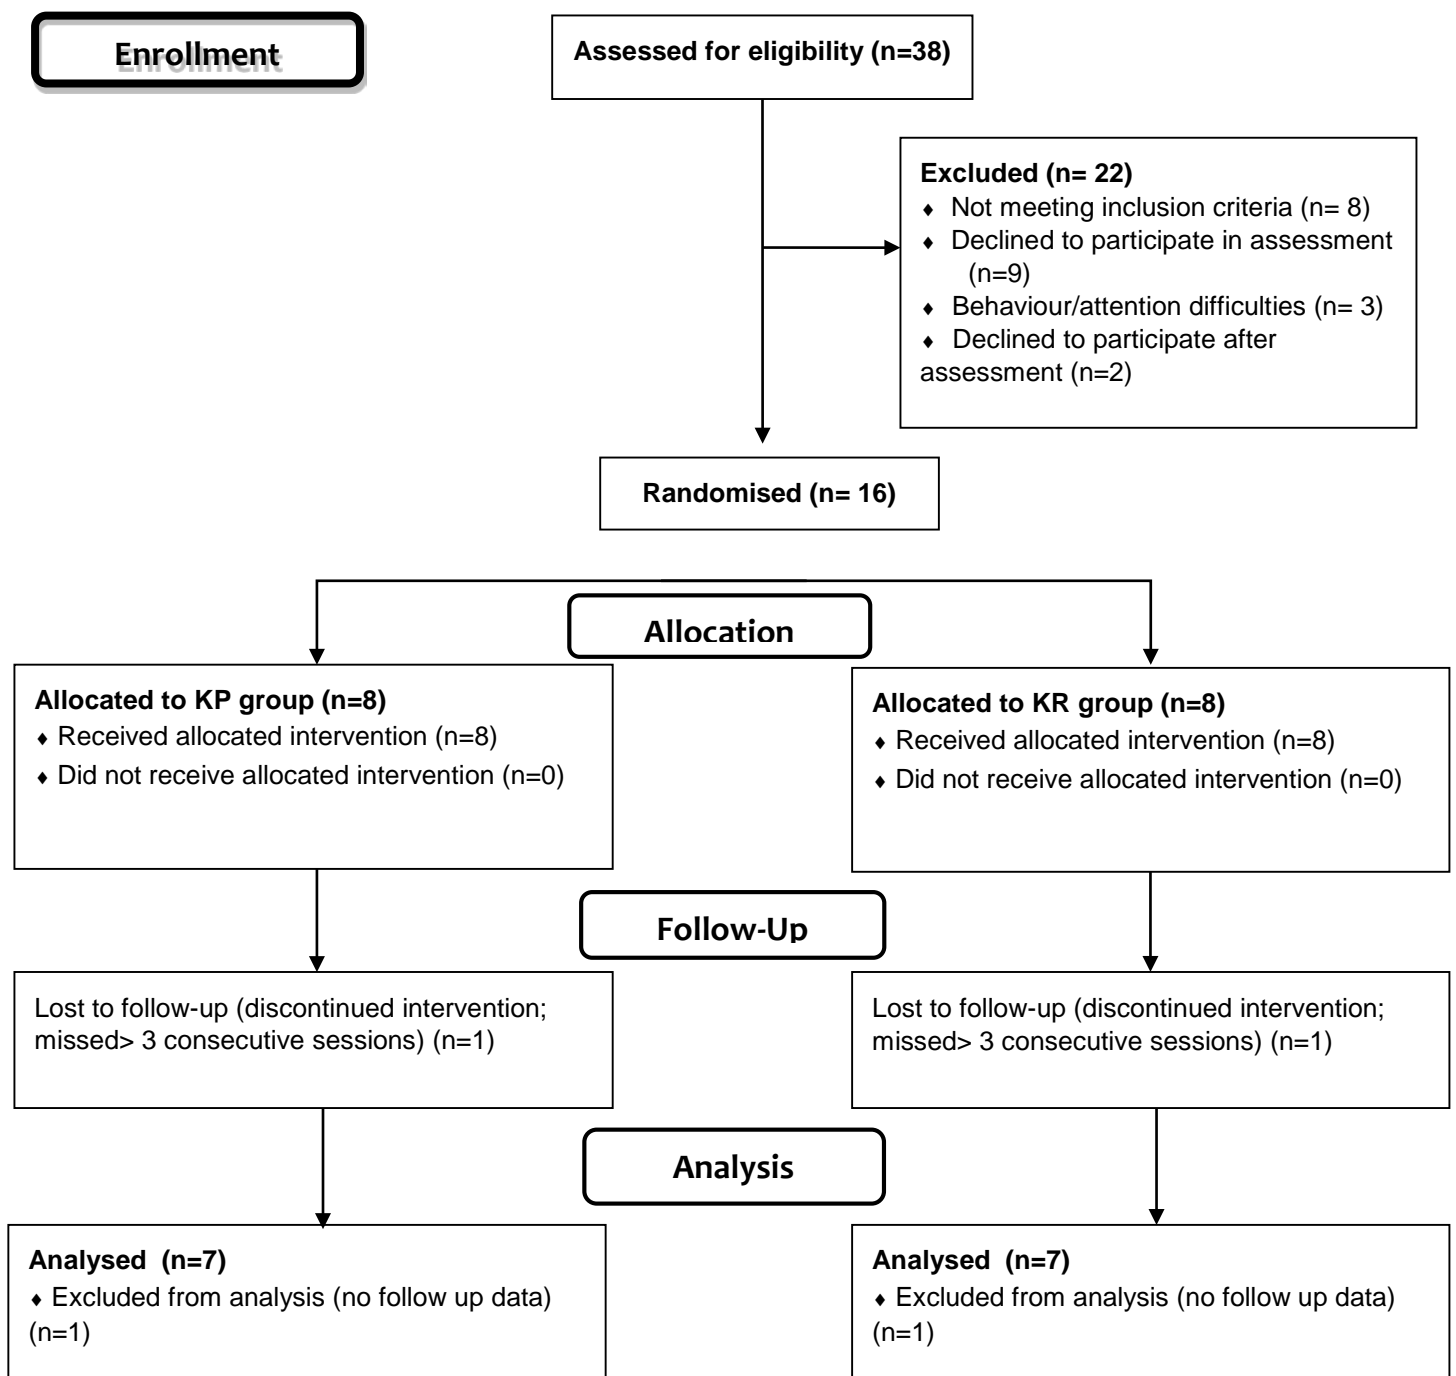 Enrollment
Assessed for eligibility (n=38)
Excluded (n= 22)
♦ Not meeting inclusion criteria (n= 8)
♦ Declined to participate in assessment
(n=9)
♦ Behaviour/attention difficulties (n= 3)
♦ Declined to participate after
assessment (n=2)
Randomised (n= 16)
Allocation
Allocated to KP group (n=8)
♦ Received allocated intervention (n=8)
♦ Did not receive allocated intervention (n=0)
Allocated to KR group (n=8)
♦ Received allocated intervention (n=8)
♦ Did not receive allocated intervention (n=0)
Follow-Up
Lost to follow-up (discontinued intervention;
missed> 3 consecutive sessions) (n=1)
Lost to follow-up (discontinued intervention;
missed> 3 consecutive sessions) (n=1)
Analysis
Analysed (n=7)
♦ Excluded from analysis (no follow up data)
(n=1)
Analysed (n=7)
♦ Excluded from analysis (no follow up data)
(n=1)